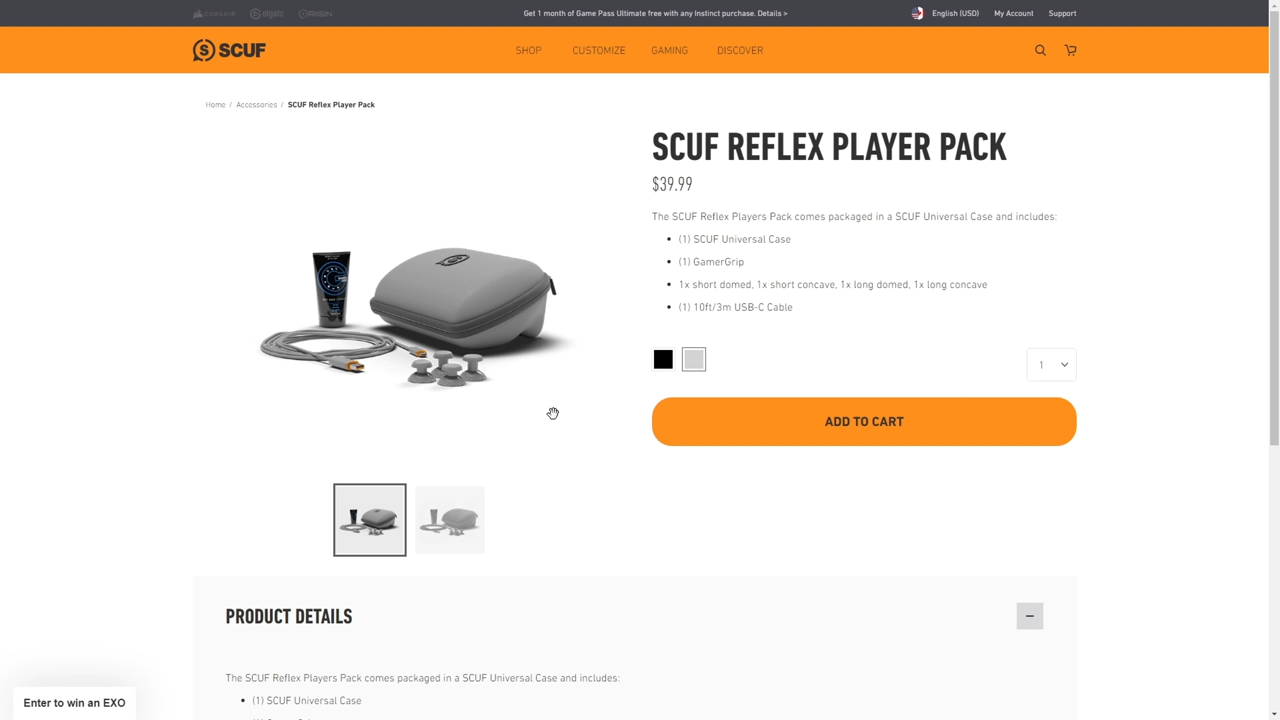 CORSAIR
elgato
ORIGIN
Get 1 month of Game Pass Ultimate free with any Instinct purchase. Details >
English (USD)
My Account
Support
SCUF
SHOP
CUSTOMIZE
GAMING
DISCOVER
Home / Accessories / SCUF Reflex Player Pack
SCUF REFLEX PLAYER PACK
$39.99
The SCUF Reflex Players Pack comes packaged in a SCUF Universal Case and includes:
(1) SCUF Universal Case
(1) GamerGrip
1x short domed, 1x short concave, 1x long domed, 1x long concave
(1) 10ft/3m USB-C Cable
1
ADD TO CART
PRODUCT DETAILS
The SCUF Reflex Players Pack comes packaged in a SCUF Universal Case and includes:
(1) SCUF Universal Case
Enter to win an EXO